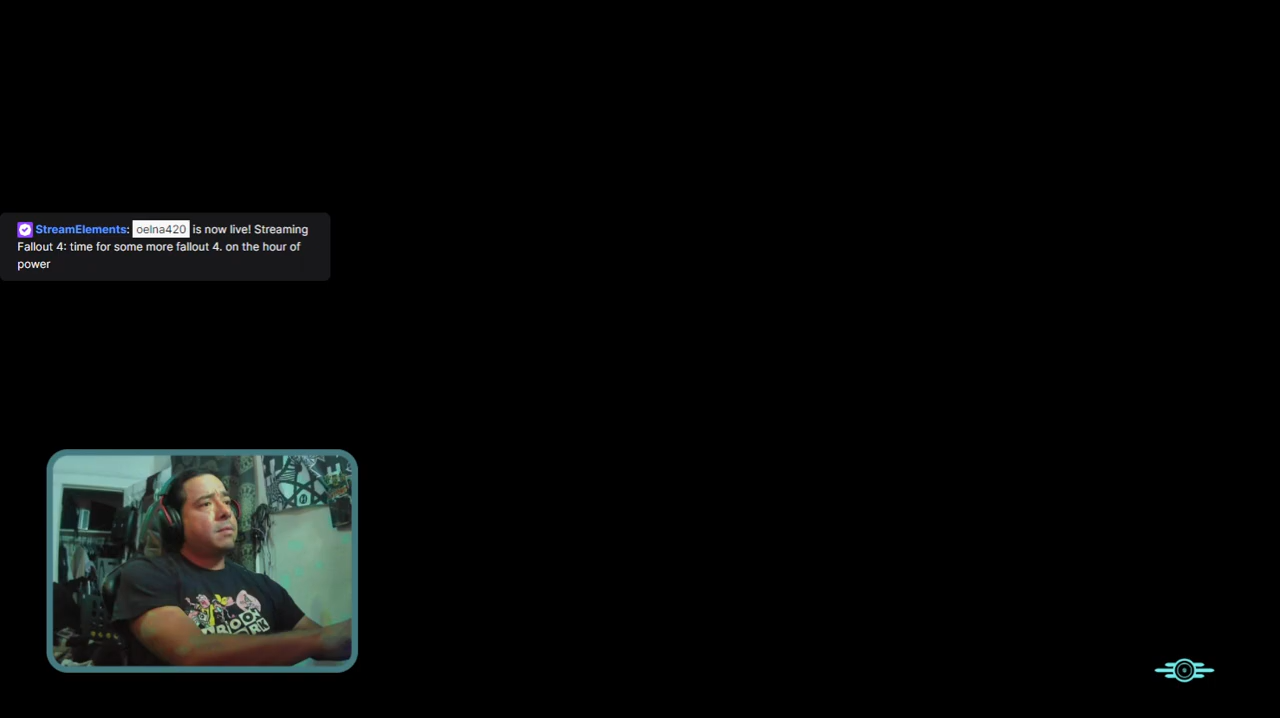 StreamElements: oelna420 is now live! Streaming
Fallout 4: time for some more fallout 4. on the hour of
power